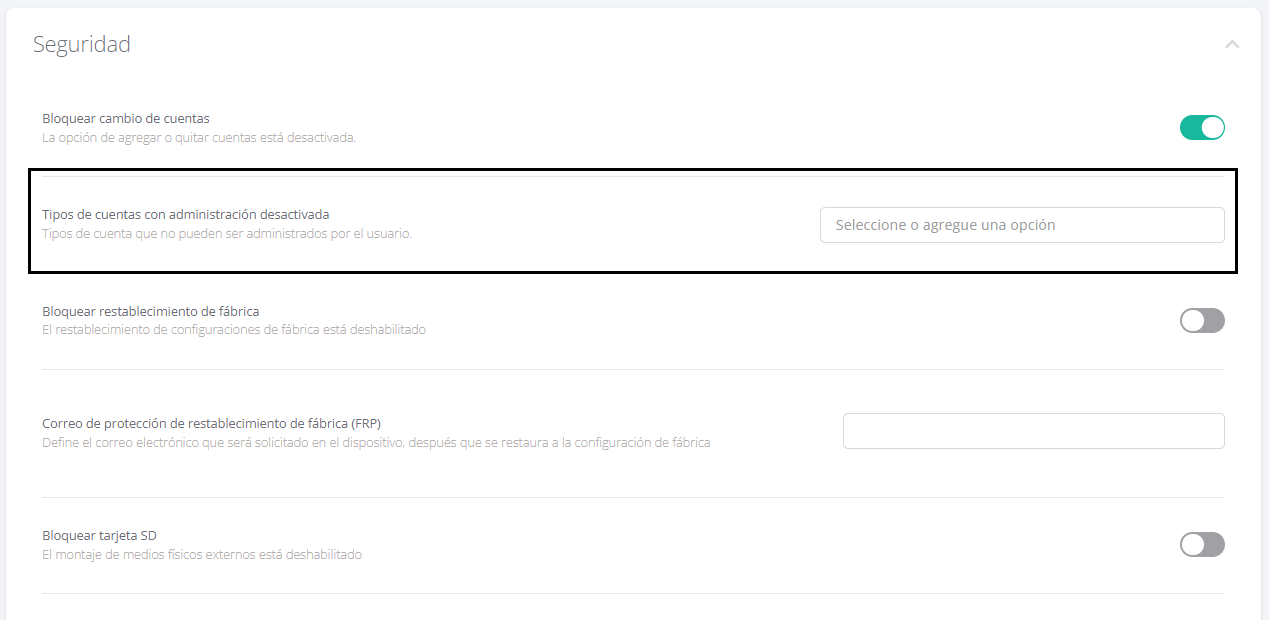 Seguridad
Bloquear cambio de cuentas
La opción de agregar o quitar cuentas está desactivada.
Tipos de cuentas con administración desactivada
Tipos de cuenta que no pueden ser administrados por el usuario.
Seleccione o agregue una opción
Bloquear restablecimiento de fábrica
El restablecimiento de configuraciones de fábrica está deshabilitado
Correo de protección de restablecimiento de fábrica (FRP)
Define el correo electrónico que será solicitado en el dispositivo, después que se restaura a la configuración de fábrica
Bloquear tarjeta SD
El montaje de medios físicos externos está deshabilitado